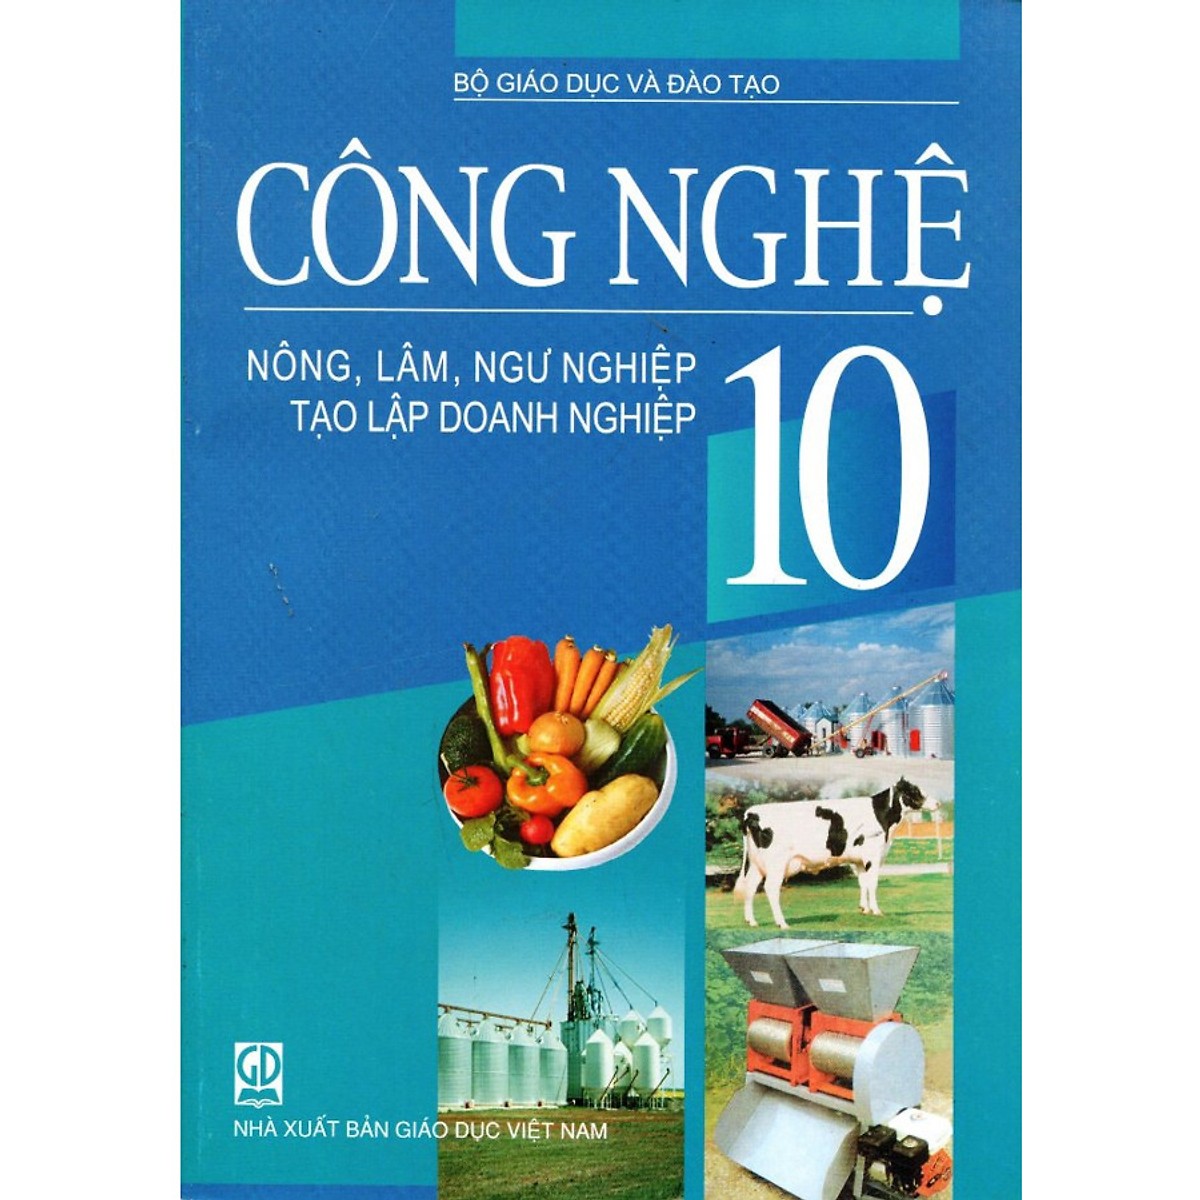 BỘ GIÁO DỤC VÀ ĐÀO TẠO
CÔNG NGHỆ
NÔNG, LÂM, NGƯ NGHIỆP
TẠO LẬP DOANH NGHIỆP
10
GD
NHÀ XUẤT BẢN GIÁO DỤC VIỆT NAM